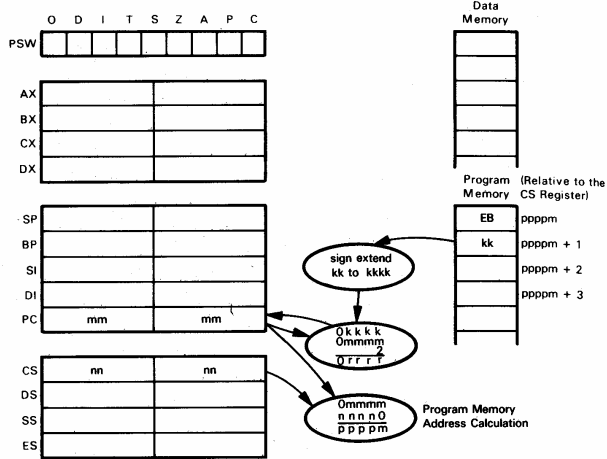 O D I T S Z A P C
PSW
Data
Memory
AX
BX
CX
DX
Program
Memory
(Relative to the
CS Register)
SP
BP
SI
DI
PC
mm
mm
EB
ppppm
kk
ppppm + 1
ppppm + 2
ppppm + 3
sign extend
kk to kkkk
0kkkk
0mmmm
2
0rrrr
CS
DS
SS
ES
nn
nn
0mmmm
nnnn0
ppppm
Program Memory
Address Calculation